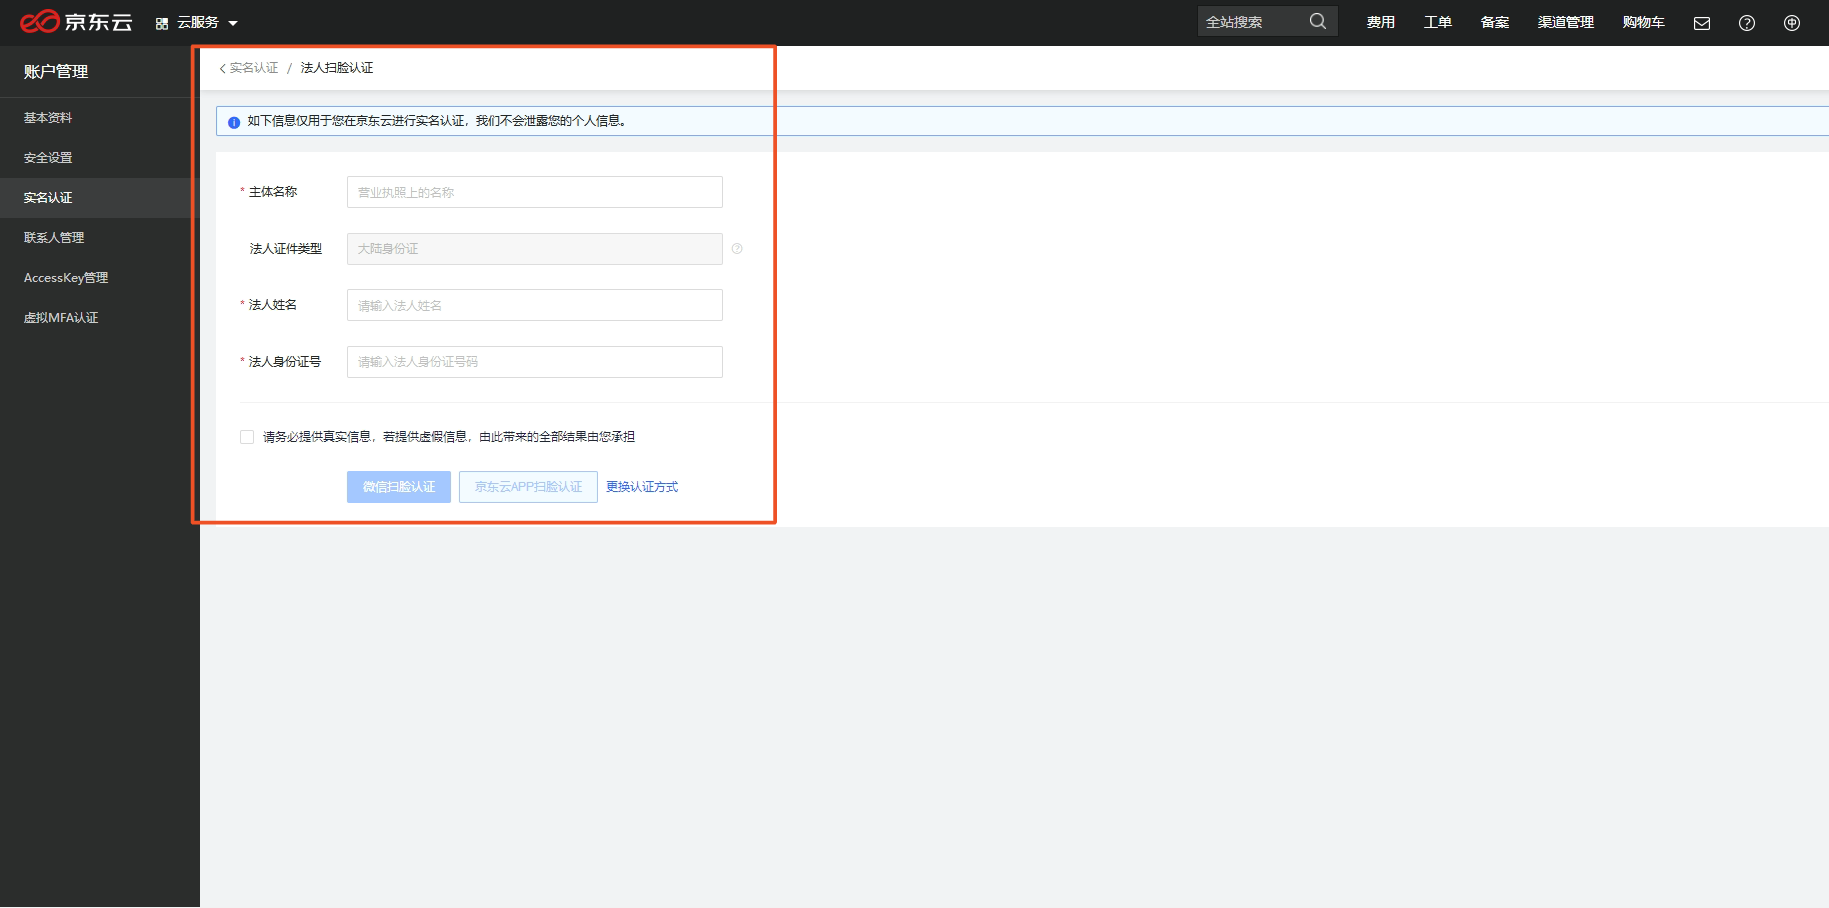 京东云 云服务 全站搜索 费用 工单 备案 渠道管理 购物车
账户管理
基本资料
安全设置
实名认证
联系人管理
AccessKey管理
虚拟MFA认证
实名认证 / 法人扫脸认证
如下信息仅用于您在京东云进行实名认证，我们不会泄露您的个人信息。
* 主体名称 营业执照上的名称
法人证件类型 大陆身份证
* 法人姓名 请输入法人姓名
* 法人身份证号 请输入法人身份证号码
请务必提供真实信息，若提供虚假信息，由此带来的全部结果由您承担
微信扫脸认证 京东云APP扫脸认证 更换认证方式